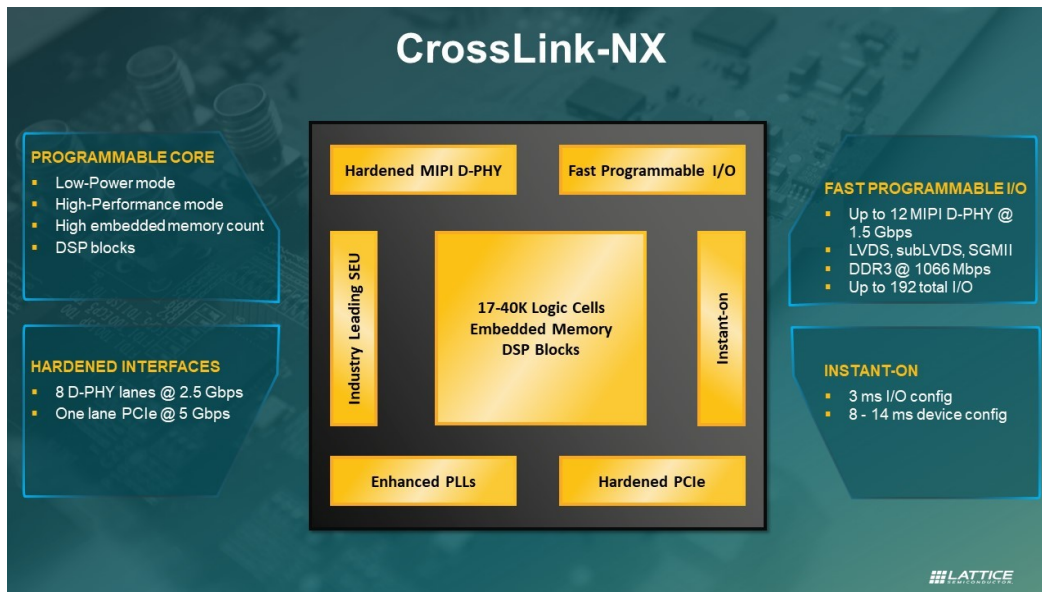 CrossLink-NX
PROGRAMMABLE CORE
▪ Low-Power mode
▪ High-Performance mode
▪ High embedded memory count
▪ DSP blocks
HARDENED INTERFACES
▪ 8 D-PHY lanes @ 2.5 Gbps
▪ One lane PCIe @ 5 Gbps
Hardened MIPI D-PHY
Fast Programmable I/O
Industry Leading SEU
17-40K Logic Cells
Embedded Memory
DSP Blocks
Instant-on
Enhanced PLLs
Hardened PCIe
FAST PROGRAMMABLE I/O
▪ Up to 12 MIPI D-PHY @
1.5 Gbps
▪ LVDS, subLVDS, SGMII
▪ DDR3 @ 1066 Mbps
▪ Up to 192 total I/O
INSTANT-ON
▪ 3 ms I/O config
▪ 8 - 14 ms device config
LATTICE
SEMICONDUCTOR